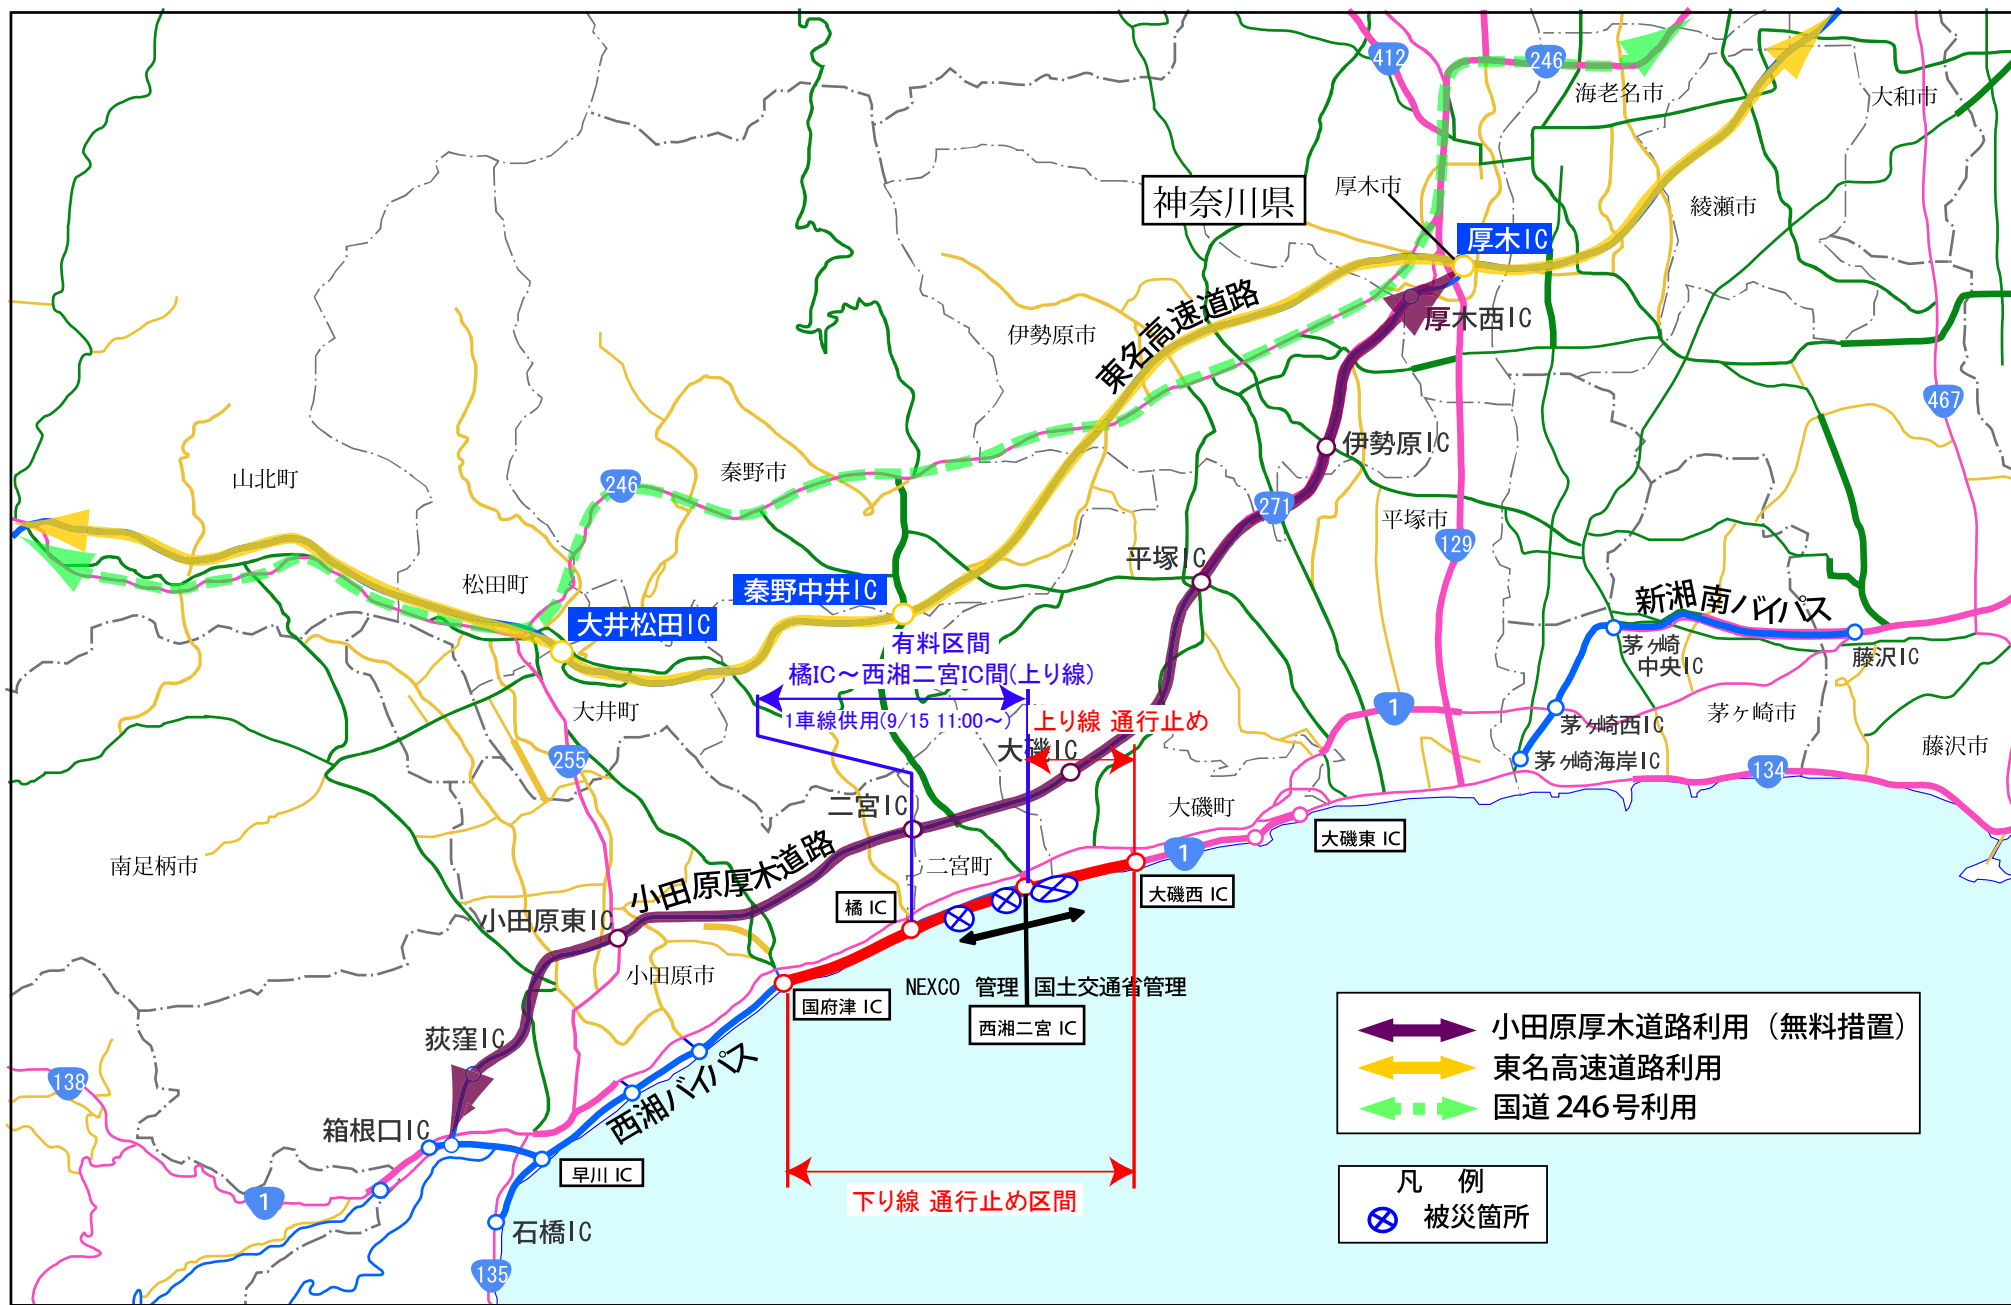 412
246
海老名市
大和市
厚木市
神奈川県
綾瀬市
厚木IC
東名高速道路
伊勢原市
厚木西IC
467
伊勢原IC
山北町
246
秦野市
271
平塚市
129
平塚IC
松田町
秦野中井IC
大井松田IC
新湘南バイパス
有料区間
橘IC～西湘二宮IC間(上り線)
1車線供用(9/15 11:00～)
上り線 通行止め
茅ヶ崎
中央IC
藤沢IC
大井町
1
茅ヶ崎西IC
茅ヶ崎市
藤沢市
大磯IC
255
茅ヶ崎海岸IC
134
二宮IC
大磯町
大磯東 IC
南足柄市
小田原厚木道路
二宮町
1
大磯西 IC
橘 IC
小田原東IC
小田原市
NEXCO 管理
国土交通省管理
国府津 IC
西湘二宮 IC
荻窪IC
西湘バイパス
138
箱根口IC
早川 IC
1
下り線 通行止め区間
石橋IC
135
小田原厚木道路利用（無料措置）
東名高速道路利用
国道246号利用
凡 例
被災箇所